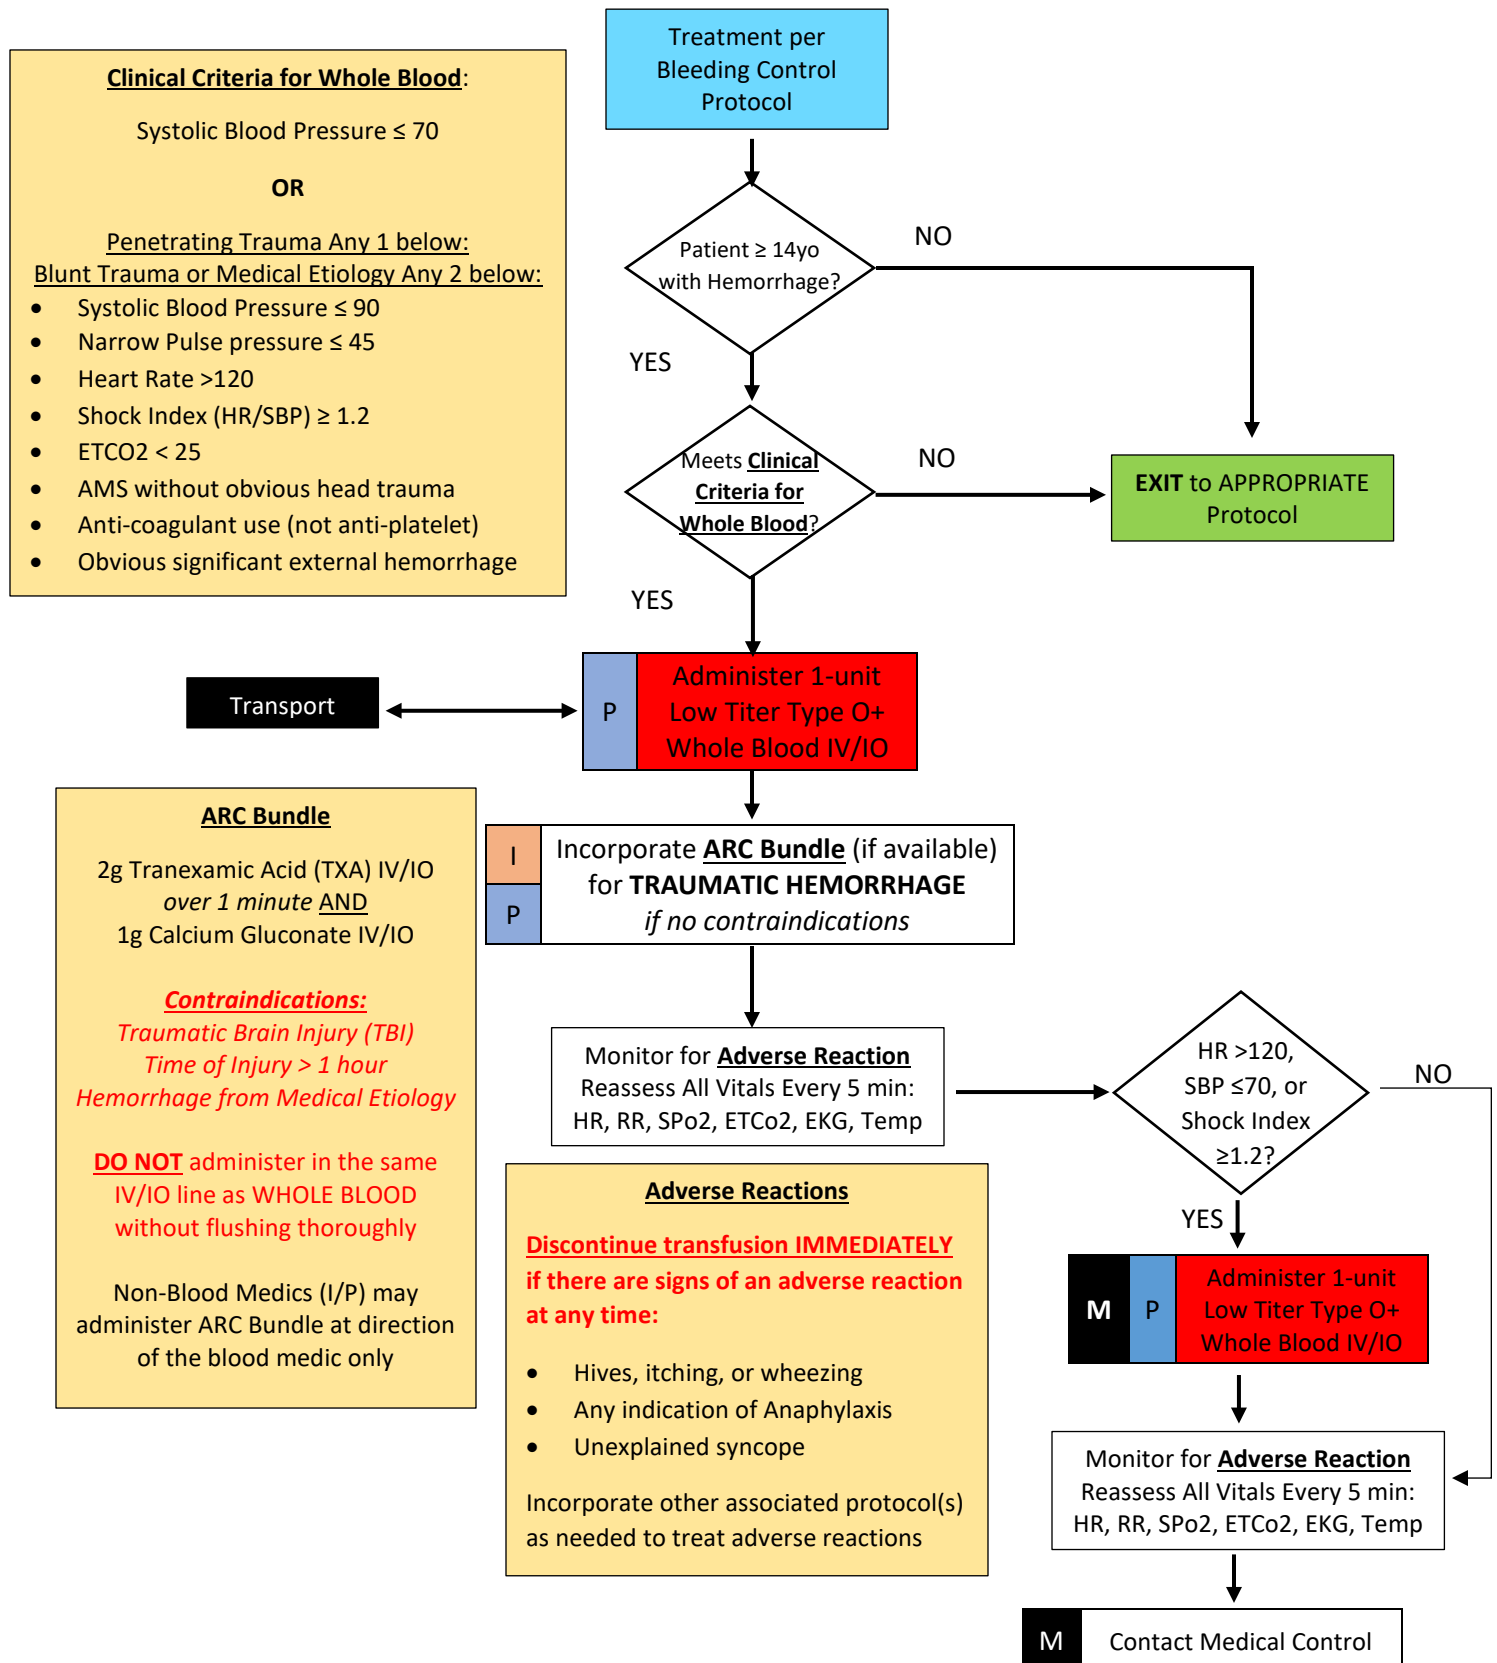 Treatment per
Bleeding Control
Protocol
Clinical Criteria for Whole Blood:
Systolic Blood Pressure ≤ 70
OR
Penetrating Trauma Any 1 below:
Blunt Trauma or Medical Etiology Any 2 below:
• Systolic Blood Pressure ≤ 90
• Narrow Pulse pressure ≤ 45
• Heart Rate >120
• Shock Index (HR/SBP) ≥ 1.2
• ETCO2 < 25
• AMS without obvious head trauma
• Anti-coagulant use (not anti-platelet)
• Obvious significant external hemorrhage
Patient ≥ 14yo
with Hemorrhage?
NO
YES
Meets Clinical
Criteria for
Whole Blood?
NO
EXIT to APPROPRIATE
Protocol
YES
Transport
P
Administer 1-unit
Low Titer Type O+
Whole Blood IV/IO
ARC Bundle
2g Tranexamic Acid (TXA) IV/IO
over 1 minute AND
1g Calcium Gluconate IV/IO
Contraindications:
Traumatic Brain Injury (TBI)
Time of Injury > 1 hour
Hemorrhage from Medical Etiology
DO NOT administer in the same
IV/IO line as WHOLE BLOOD
without flushing thoroughly
Non-Blood Medics (I/P) may
administer ARC Bundle at direction
of the blood medic only
I
P
Incorporate ARC Bundle (if available)
for TRAUMATIC HEMORRHAGE
if no contraindications
Monitor for Adverse Reaction
Reassess All Vitals Every 5 min:
HR, RR, SPo2, ETCo2, EKG, Temp
HR >120,
SBP ≤70, or
Shock Index
≥1.2?
NO
YES
Adverse Reactions
Discontinue transfusion IMMEDIATELY
if there are signs of an adverse reaction
at any time:
• Hives, itching, or wheezing
• Any indication of Anaphylaxis
• Unexplained syncope
Incorporate other associated protocol(s)
as needed to treat adverse reactions
M
P
Administer 1-unit
Low Titer Type O+
Whole Blood IV/IO
Monitor for Adverse Reaction
Reassess All Vitals Every 5 min:
HR, RR, SPo2, ETCo2, EKG, Temp
M
Contact Medical Control